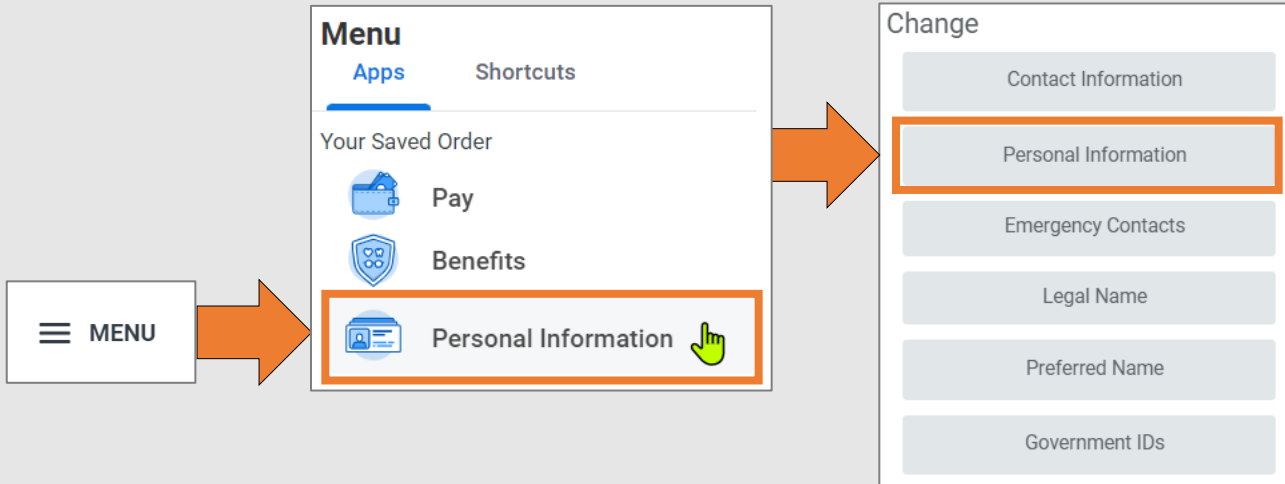 MENU
Menu
Apps Shortcuts
Your Saved Order
Pay
Benefits
Personal Information
Change
Contact Information
Personal Information
Emergency Contacts
Legal Name
Preferred Name
Government IDs